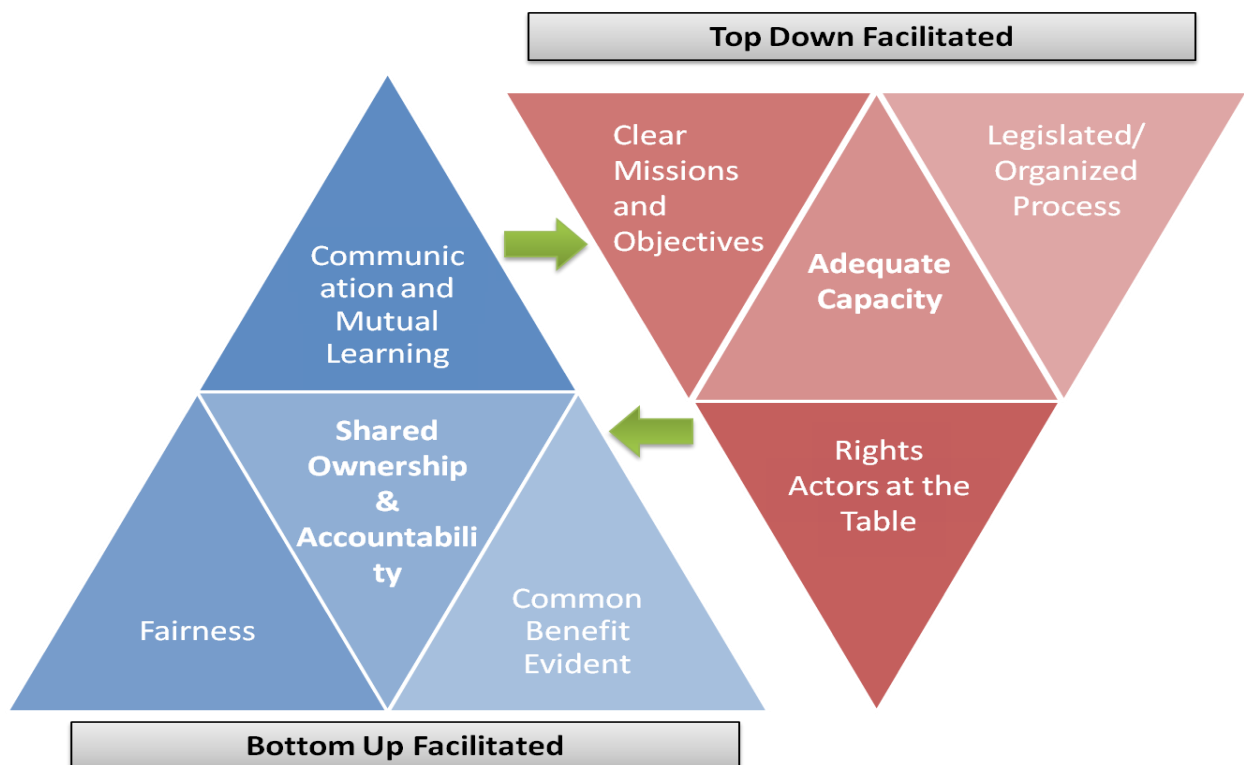 Top Down Facilitated
Clear
Missions
and
Objectives
Legislated/
Organized
Process
Adequate
Capacity
Rights
Actors at the
Table
Communic
ation and
Mutual
Learning
Shared
Ownership
&
Accountabili
ty
Fairness
Common
Benefit
Evident
Bottom Up Facilitated